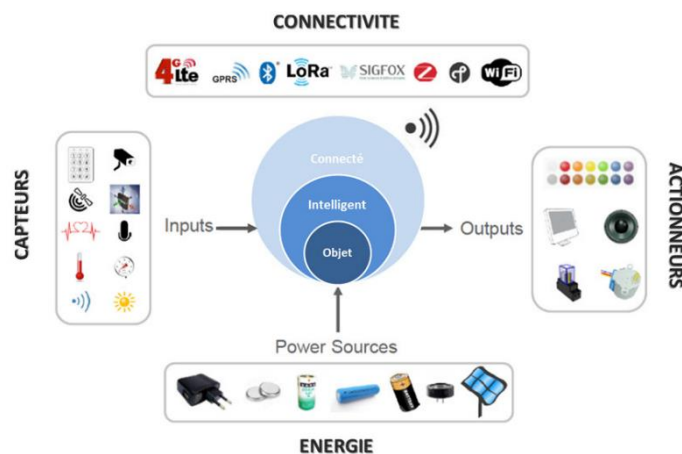 CONNECTIVITE
4G Lte GPRS LoRa SIGFOX WiFi
CAPTEURS
Inputs
Connecté
Intelligent
Objet
Outputs
ACTIONNEURS
Power Sources
ENERGIE